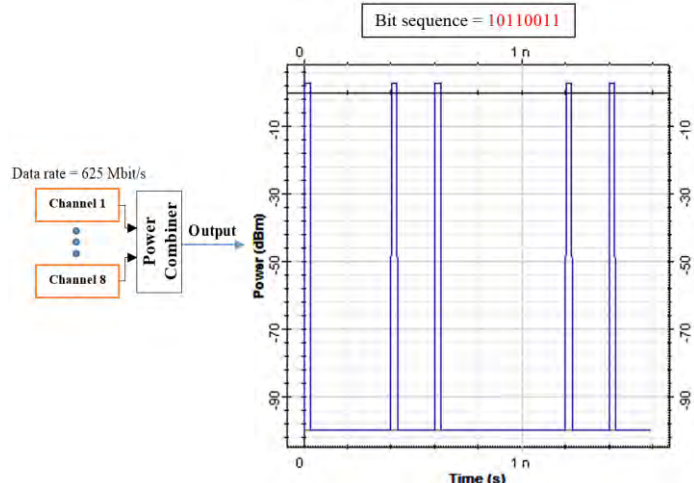 Bit sequence = 10110011
0 1 n
Data rate = 625 Mbit/s
Channel 1
Channel 8
Power
Combiner
Output
Power (dBm)
-10 -30 -50 -70 -90
-10 -30 -50 -70 -90
0 1 n
Time (s)